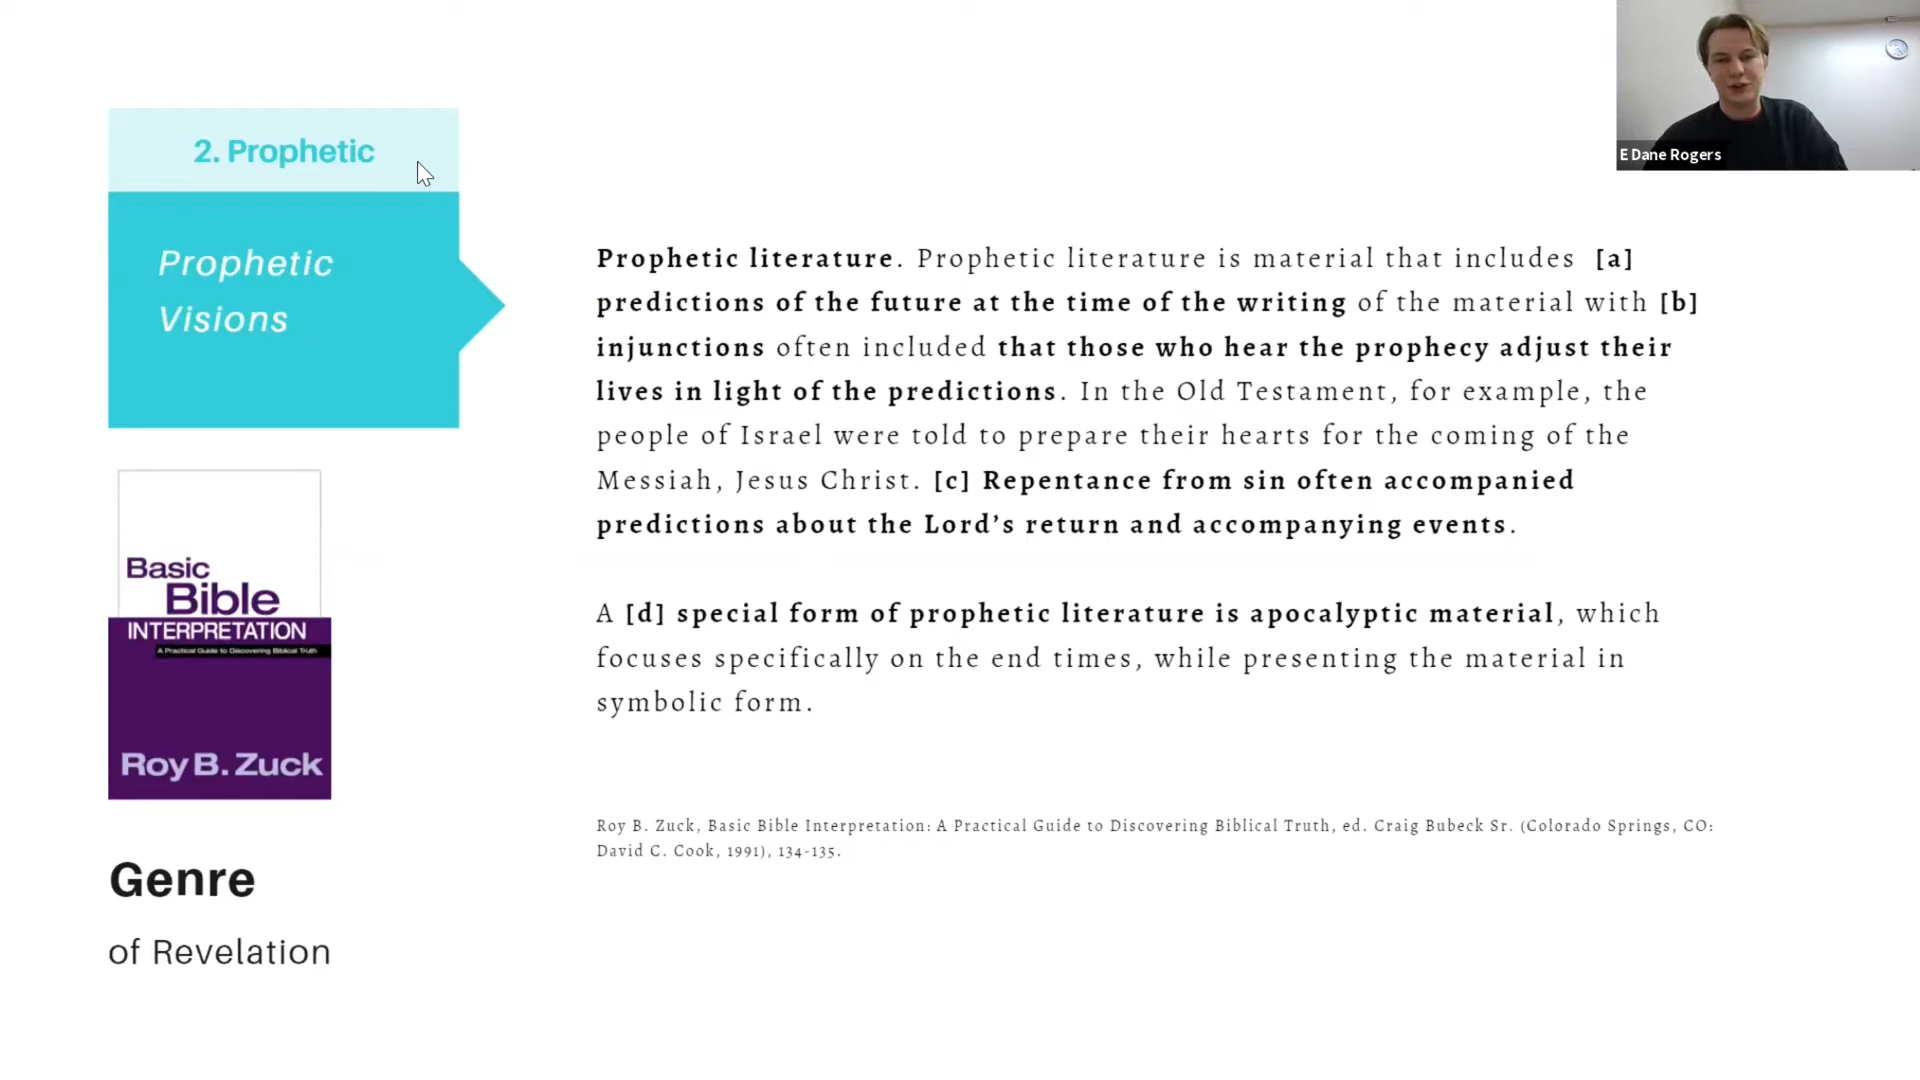 2. Prophetic
Prophetic
Visions
Basic
Bible
INTERPRETATION
A Practical Guide to Discovering Biblical Truth
Roy B. Zuck
Genre
of Revelation
Prophetic literature. Prophetic literature is material that includes [a]
predictions of the future at the time of the writing of the material with [b]
injunctions often included that those who hear the prophecy adjust their
lives in light of the predictions. In the Old Testament, for example, the
people of Israel were told to prepare their hearts for the coming of the
Messiah, Jesus Christ. [c] Repentance from sin often accompanied
predictions about the Lord’s return and accompanying events.
A [d] special form of prophetic literature is apocalyptic material, which
focuses specifically on the end times, while presenting the material in
symbolic form.
Roy B. Zuck, Basic Bible Interpretation: A Practical Guide to Discovering Biblical Truth, ed. Craig Bubeck Sr. (Colorado Springs, CO:
David C. Cook, 1991), 134-135.
E Dane Rogers